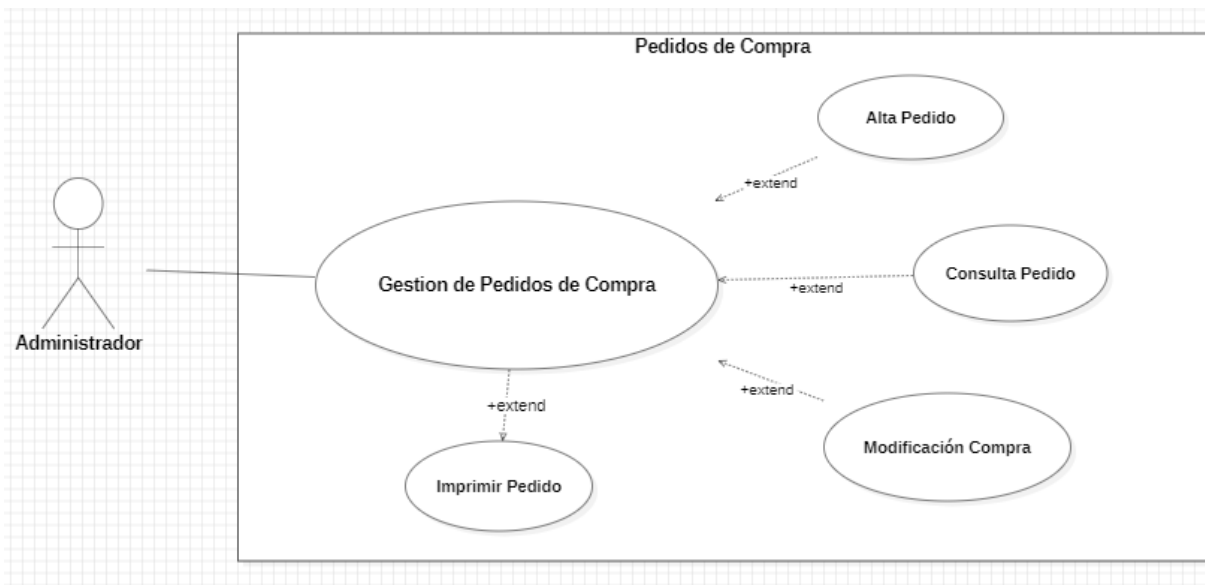 Pedidos de Compra
Alta Pedido
+extend
Gestion de Pedidos de Compra
Consulta Pedido
+extend
Administrador
+extend
+extend
Modificación Compra
Imprimir Pedido